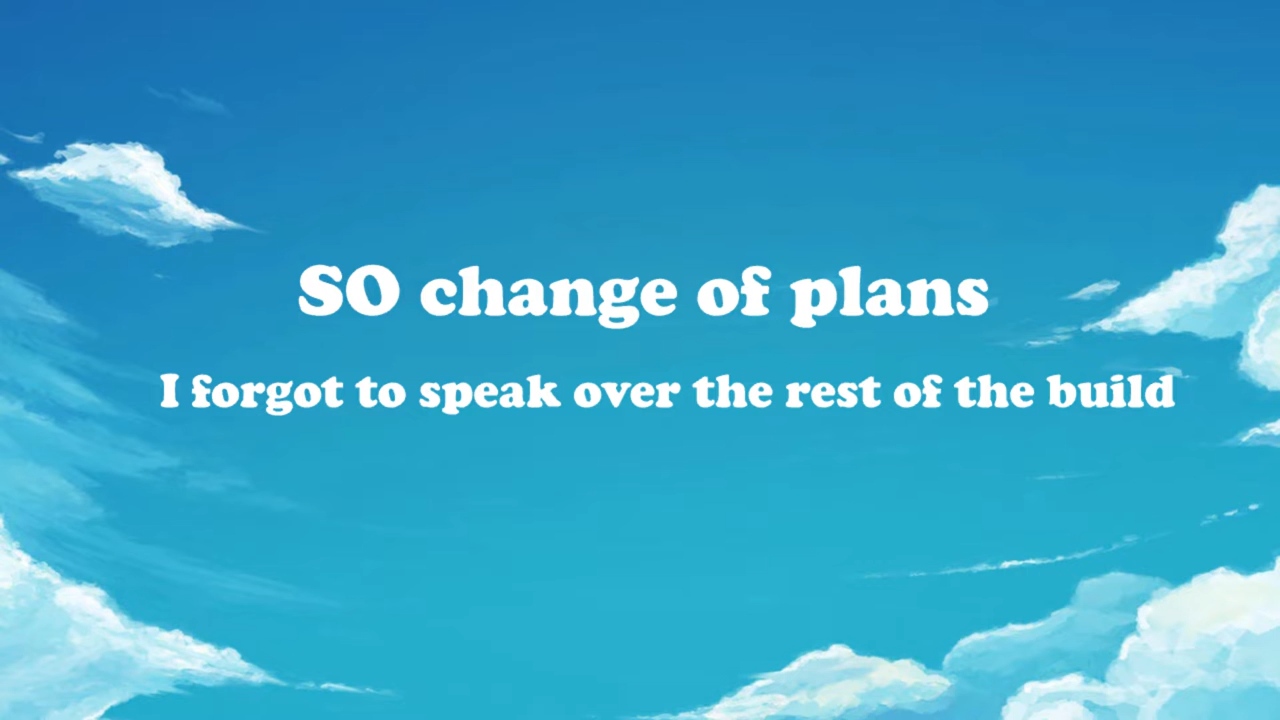 SO change of plans
I forgot to speak over the rest of the build